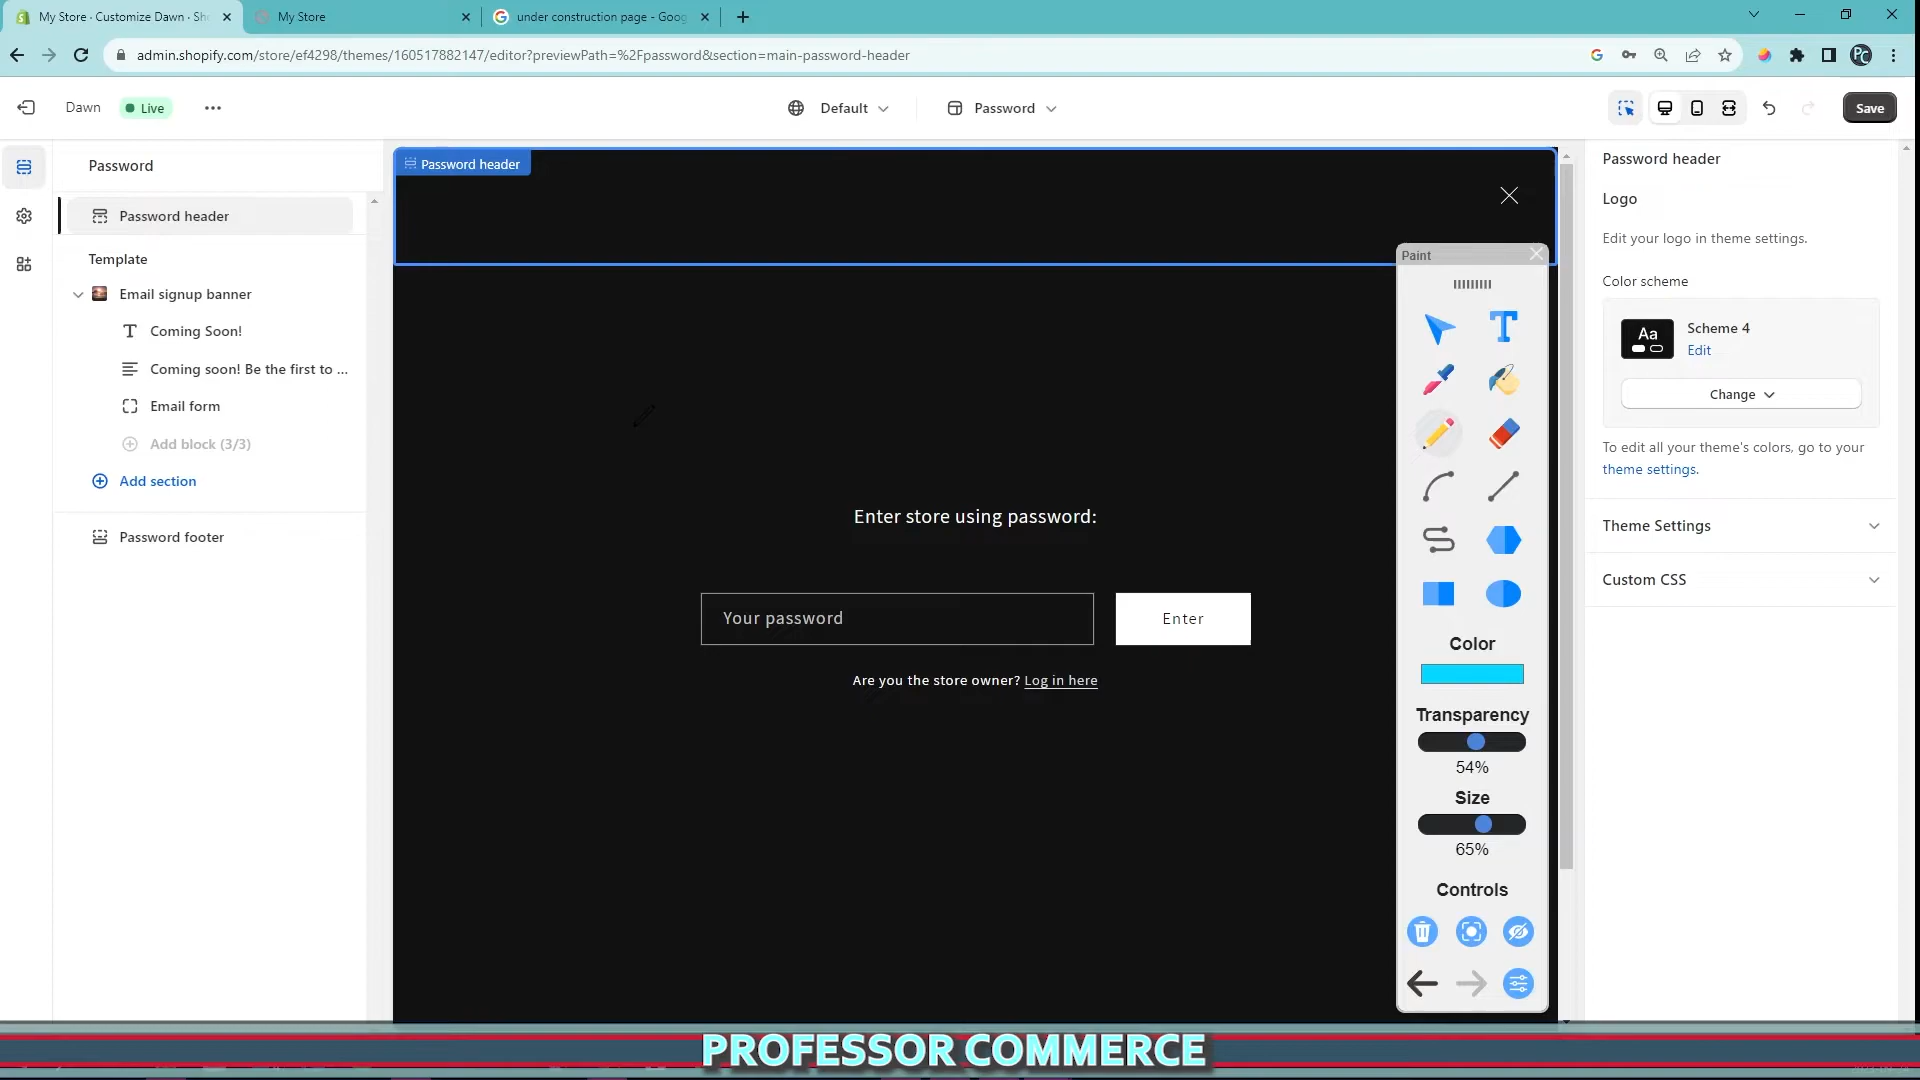 My Store · Customize Dawn · Sho
My Store
under construction page - Goog
admin.shopify.com/store/ef4298/themes/160517882147/editor?previewPath=%2Fpassword&section=main-password-header
Dawn
Live
Default
Password
Save
Password
Password header
Template
Email signup banner
Coming Soon!
Coming soon! Be the first to ...
Email form
Add block (3/3)
Add section
Password footer
Password header
Enter store using password:
Your password
Enter
Are you the store owner? Log in here
Paint
Color
Transparency
54%
Size
65%
Controls
Password header
Logo
Edit your logo in theme settings.
Color scheme
Aa
Scheme 4
Edit
Change
To edit all your theme's colors, go to your
theme settings.
Theme Settings
Custom CSS
PROFESSOR COMMERCE